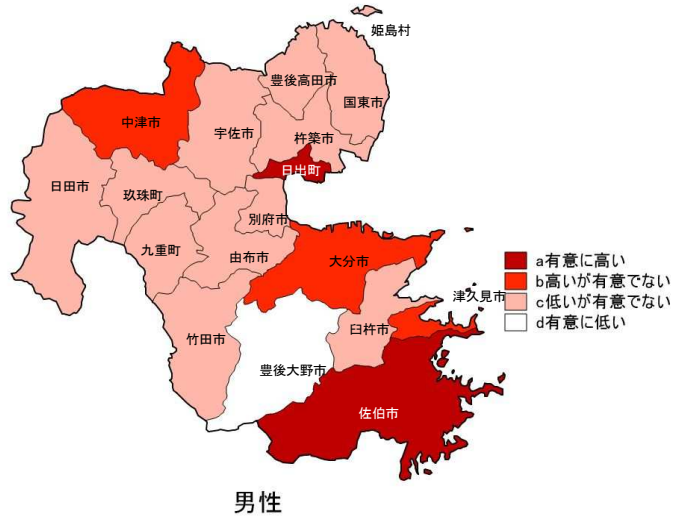 姫島村
豊後高田市
国東市
中津市
宇佐市
杵築市
日出町
日田市
玖珠町
別府市
九重町
由布市
大分市
a有意に高い
b高いが有意でない
c低いが有意でない
d有意に低い
津久見市
臼杵市
竹田市
豊後大野市
佐伯市
男性